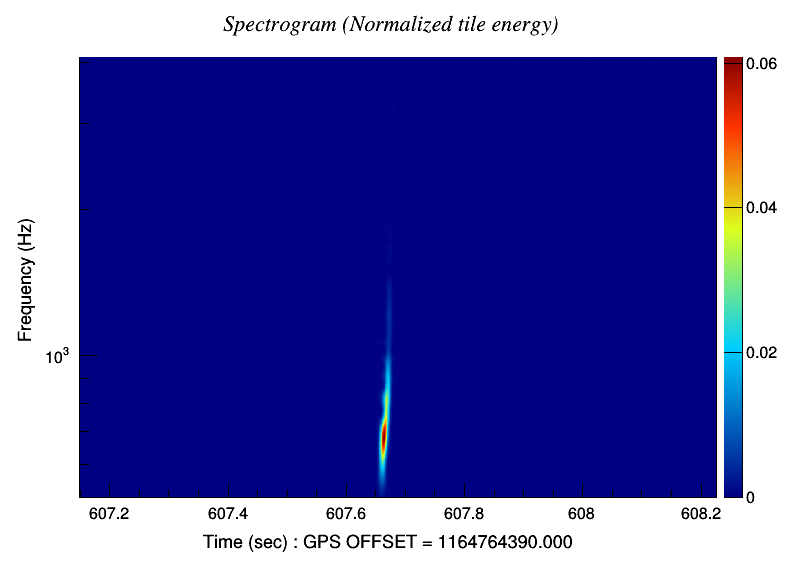 Spectrogram (Normalized tile energy)
0.06
0.04
0.02
0
Frequency (Hz)
10³
607.2 607.4 607.6 607.8 608 608.2
Time (sec) : GPS OFFSET = 1164764390.000